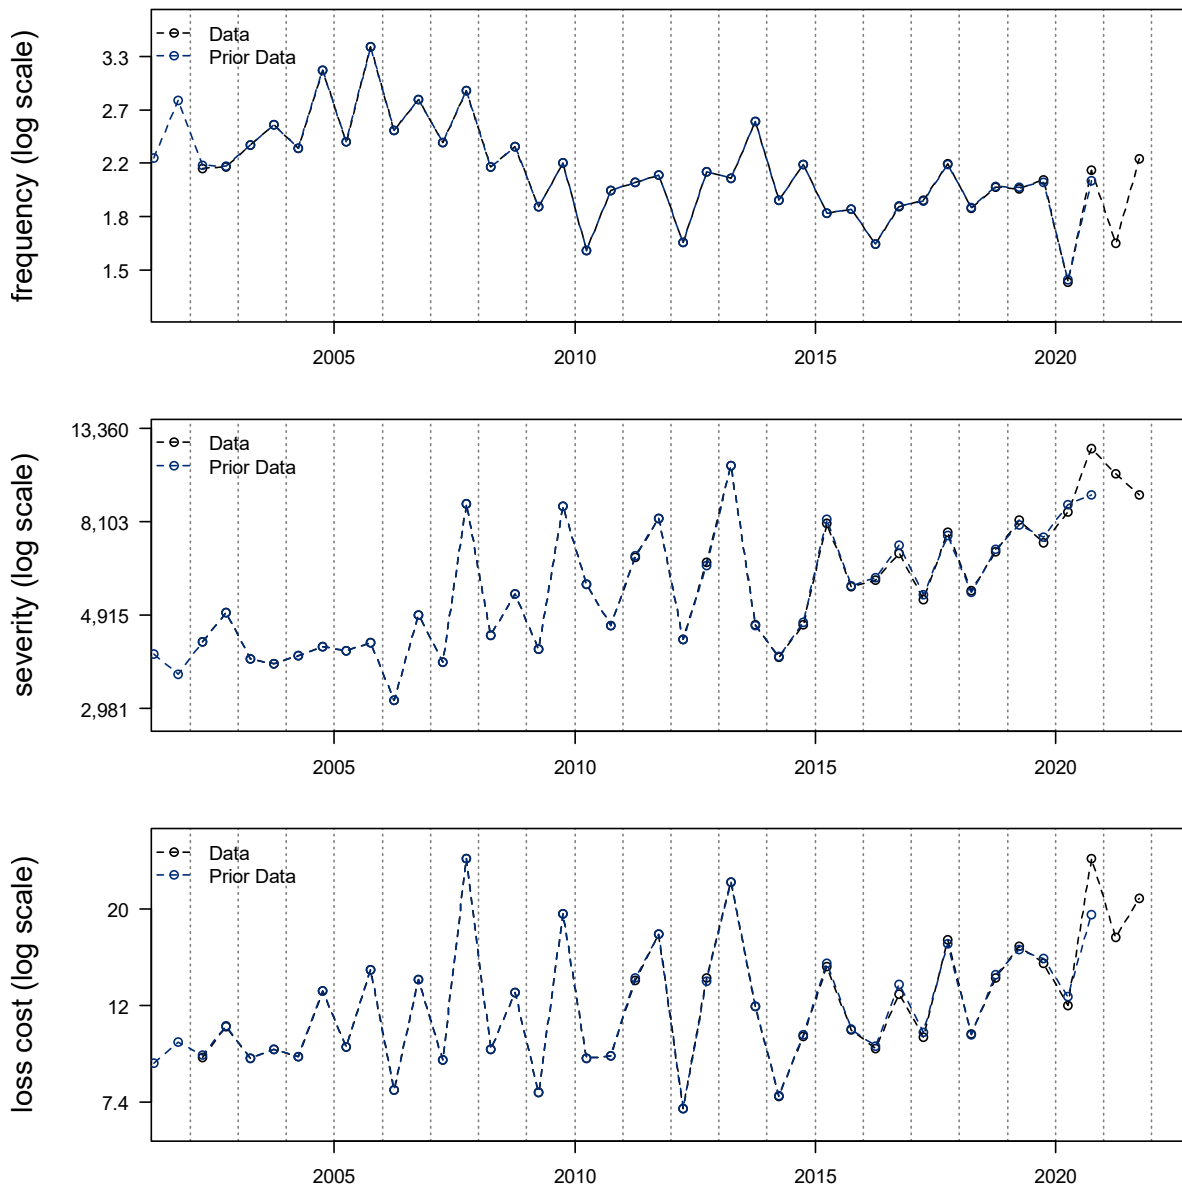 frequency (log scale)
Data
Prior Data
3.3
2.7
2.2
1.8
1.5
2005
2010
2015
2020
severity (log scale)
Data
Prior Data
13,360
8,103
4,915
2,981
2005
2010
2015
2020
loss cost (log scale)
Data
Prior Data
20
12
7.4
2005
2010
2015
2020